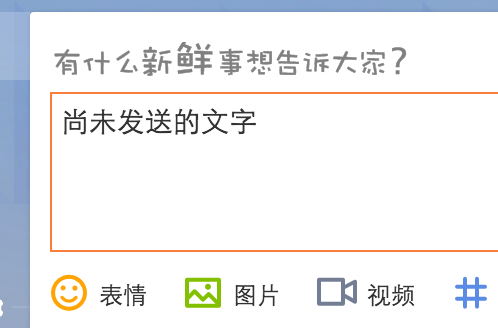 有什么新鲜事想告诉大家?
尚未发送的文字
表情 图片 视频